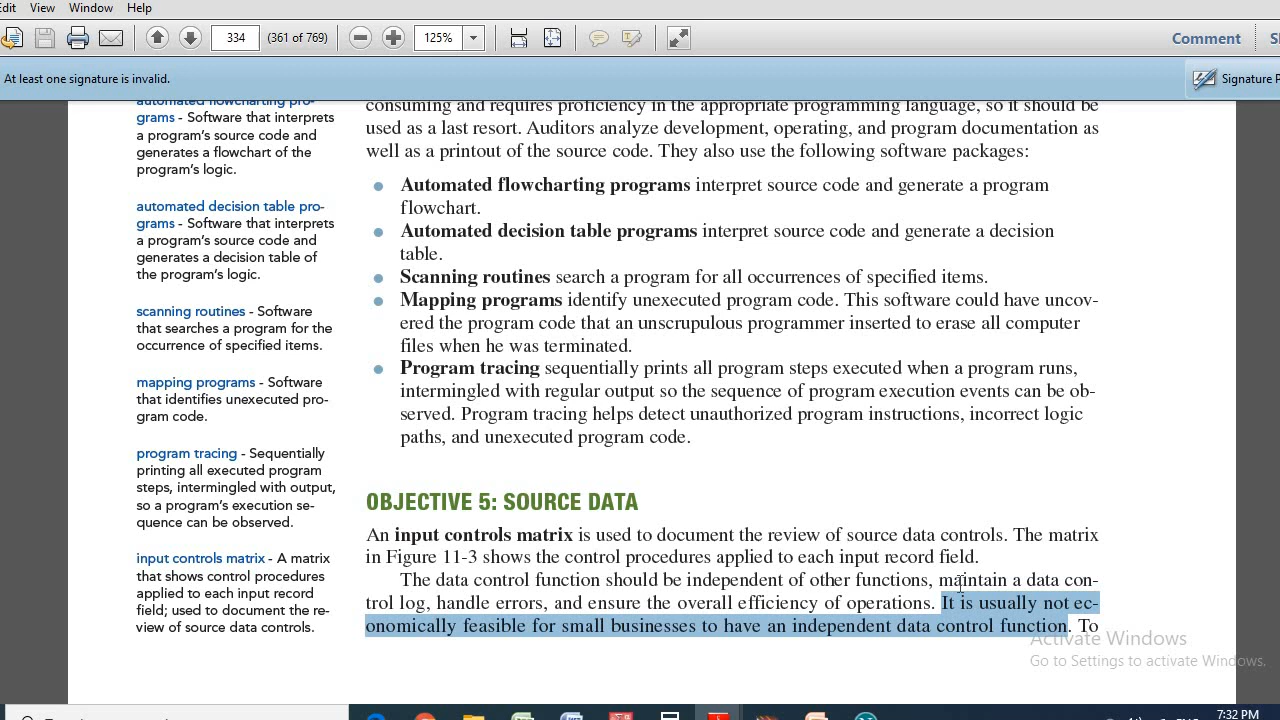 Edit View Window Help
334 (361 of 769) 125% Comment
At least one signature is invalid.
Signature P
automated flowcharting pro-
grams - Software that interprets
a program's source code and
generates a flowchart of the
program's logic.
automated decision table pro-
grams - Software that interprets
a program's source code and
generates a decision table of
the program's logic.
scanning routines - Software
that searches a program for the
occurrence of specified items.
mapping programs - Software
that identifies unexecuted pro-
gram code.
program tracing - Sequentially
printing all executed program
steps, intermingled with output,
so a program's execution se-
quence can be observed.
input controls matrix - A matrix
that shows control procedures
applied to each input record
field; used to document the re-
view of source data controls.
consuming and requires proficiency in the appropriate programming language, so it should be
used as a last resort. Auditors analyze development, operating, and program documentation as
well as a printout of the source code. They also use the following software packages:
● Automated flowcharting programs interpret source code and generate a program
flowchart.
● Automated decision table programs interpret source code and generate a decision
table.
● Scanning routines search a program for all occurrences of specified items.
● Mapping programs identify unexecuted program code. This software could have uncov-
ered the program code that an unscrupulous programmer inserted to erase all computer
files when he was terminated.
● Program tracing sequentially prints all program steps executed when a program runs,
intermingled with regular output so the sequence of program execution events can be ob-
served. Program tracing helps detect unauthorized program instructions, incorrect logic
paths, and unexecuted program code.
OBJECTIVE 5: SOURCE DATA
An input controls matrix is used to document the review of source data controls. The matrix
in Figure 11-3 shows the control procedures applied to each input record field.
The data control function should be independent of other functions, maintain a data con-
trol log, handle errors, and ensure the overall efficiency of operations. It is usually not ec-
onomically feasible for small businesses to have an independent data control function. To
Activate Windows
Go to Settings to activate Windows.
7:32 PM